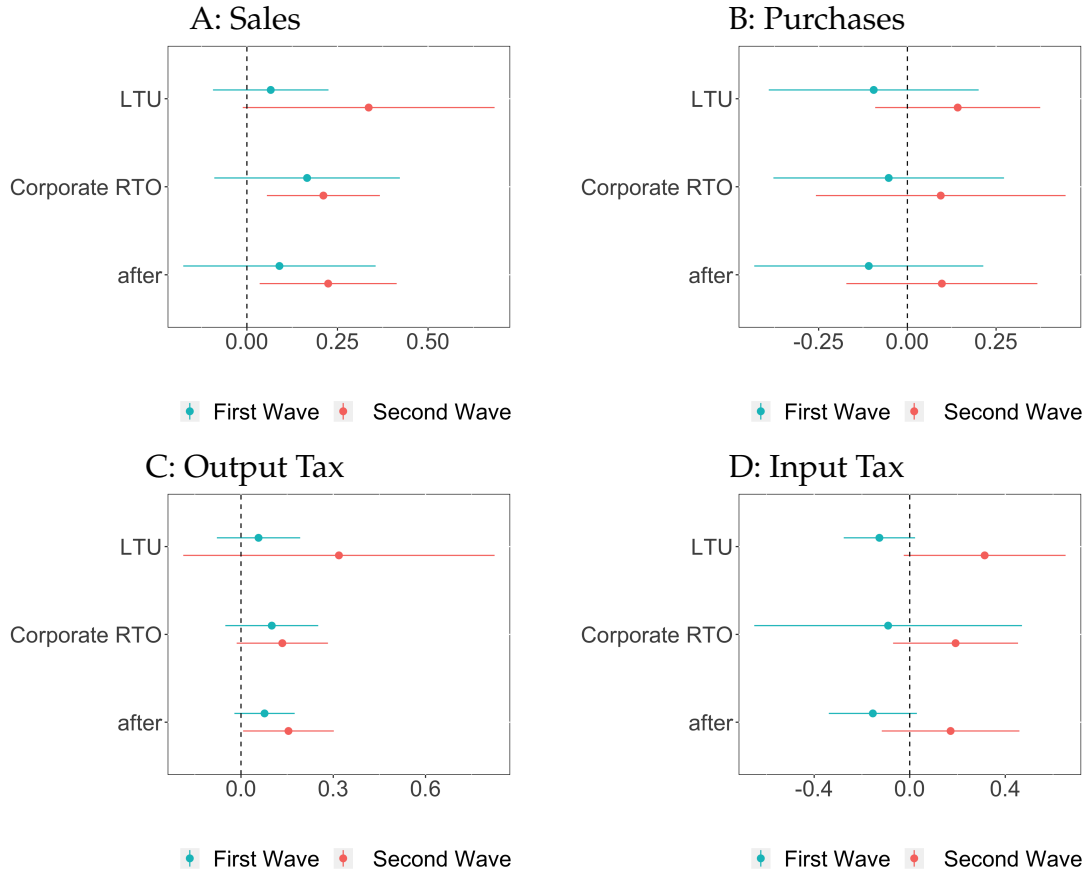 A: Sales
LTU
Corporate RTO
after
0.00 0.25 0.50
First Wave Second Wave
B: Purchases
LTU
Corporate RTO
after
-0.25 0.00 0.25
First Wave Second Wave
C: Output Tax
LTU
Corporate RTO
after
0.0 0.3 0.6
First Wave Second Wave
D: Input Tax
LTU
Corporate RTO
after
-0.4 0.0 0.4
First Wave Second Wave